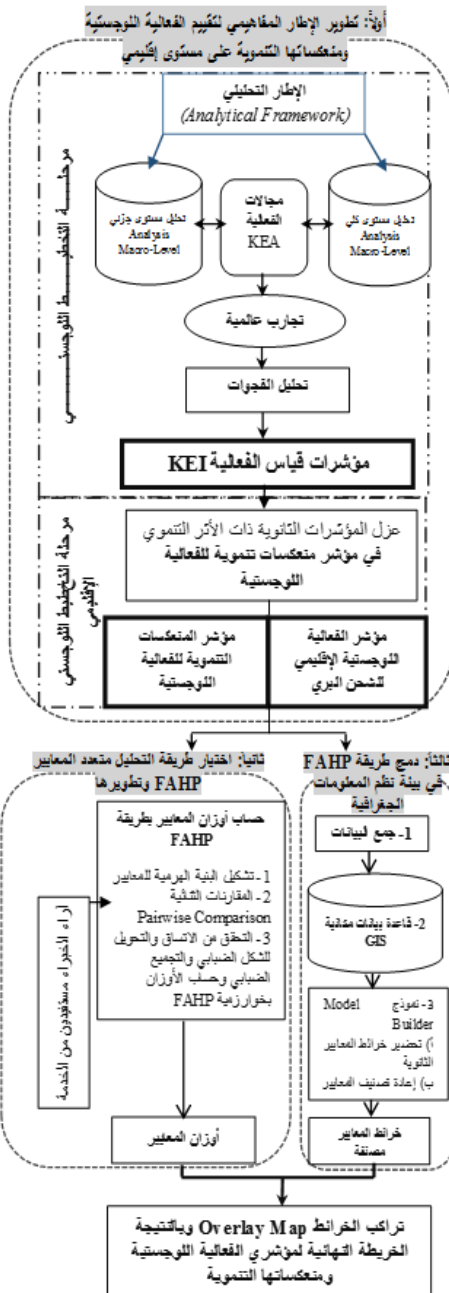 أولاً: تطوير الإطار المفاهيمي لتقييم الفعالية اللوجستية
ومنعكساتها التنموية على مستوى إقليمي
الإطار التحليلي
(Analytical Framework)
مرحلة التخطيط اللوجستي
تحليل مستوى كلي
Analysis
Macro-Level
مجالات
الفعالية
KEA
تحليل مستوى جزئي
Analysis
Macro-Level
تجارب عالمية
تحليل الفجوات
مؤشرات قياس الفعالية KEI
مرحلة التخطيط اللوجستي
الإقليمي
عزل المؤشرات الثانوية ذات الأثر التنموي
في مؤشر منعكسات تنموية للفعالية
اللوجستية
مؤشر الفعالية
اللوجستية الإقليمي
للشحن البري
مؤشر المنعكسات
التنموية للفعالية
اللوجستية
ثالثاً: دمج طريقة FAHP
في بيئة نظم المعلومات
الجغرافية
1- جمع البيانات
2- قاعدة بيانات مكانية
GIS
3- نموذج Model
Builder
أ) تحضير خرائط المعايير
الثانوية
ب) إعادة تصنيف المعايير
خرائط المعايير
مصنفة
ثانياً: اختيار طريقة التحليل متعدد المعايير
FAHP وتطويرها
حساب أوزان المعايير بطريقة
FAHP
1- تشكيل البنية الهرمية للمعايير
2- المقارنات الثنائية
Pairwise Comparison
3- التحقق من الاتساق والتحويل
للشكل الضبابي والتجميع
الضبابي وحساب الأوزان
بخوارزمية FAHP
آراء الخبراء مستفيدين من الخدمة
أوزان المعايير
تراكب الخرائط Overlay Map وبالنتيجة
الخريطة النهائية لمؤشري الفعالية اللوجستية
ومنعكساتها التنموية